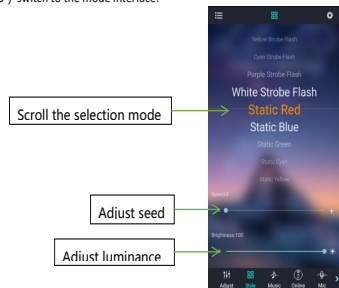 switch to the mode interface.
Yellow Strobe Flash
Cyan Strobe Flash
Purple Strobe Flash
White Strobe Flash
Scroll the selection mode
Static Red
Static Blue
Static Green
Static Cyan
Static Yellow
Speed:0
Adjust seed
Brightness:100
Adjust luminance
Adjust Style Music Online Mic